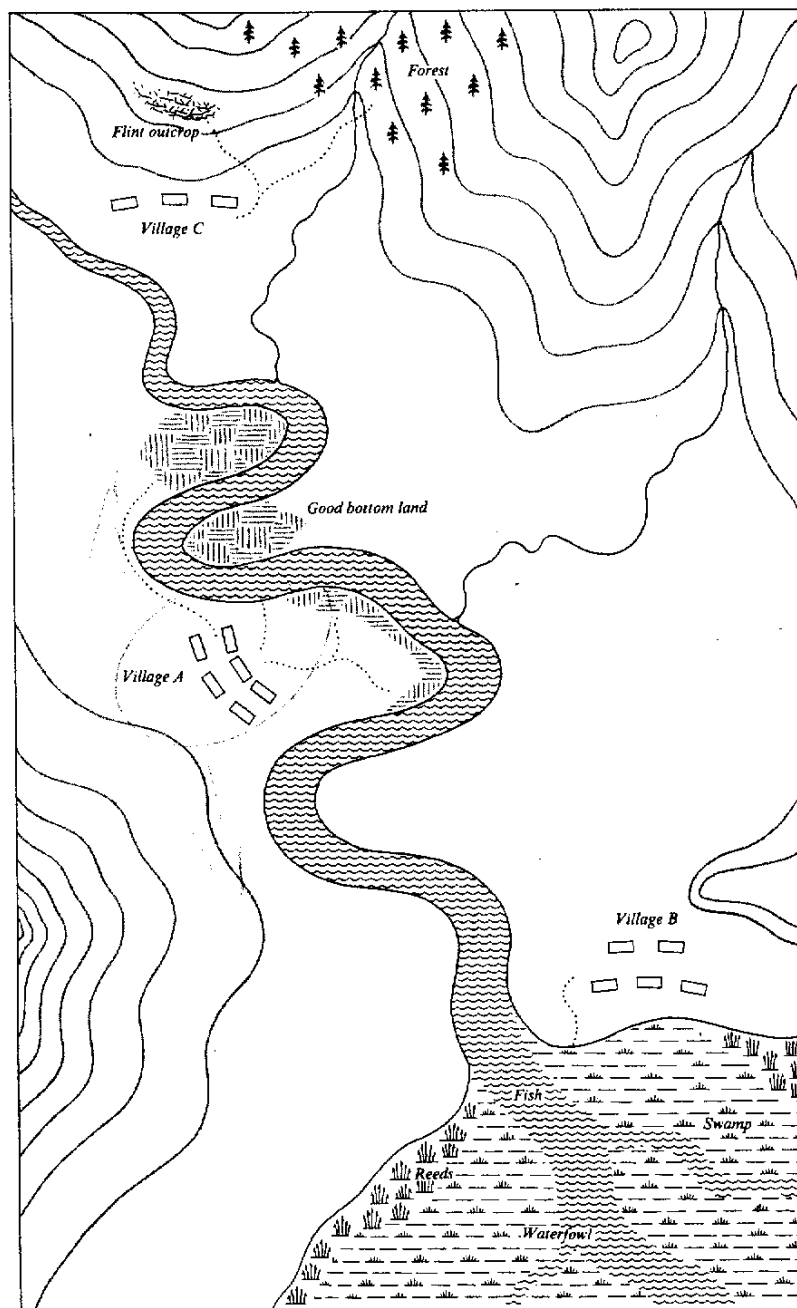 Forest
Flint outcrop
Village C
Good bottom land
Village A
Village B
Fish
Swamp
Reeds
Waterfowl